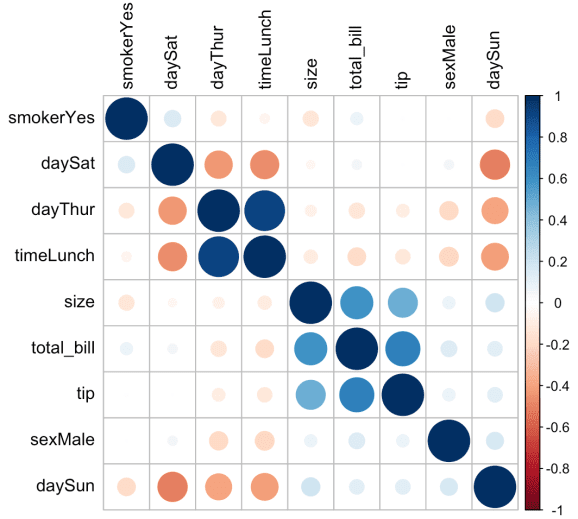 smokerYes
daySat
dayThur
timeLunch
size
total_bill
tip
sexMale
daySun
smokerYes
daySat
dayThur
timeLunch
size
total_bill
tip
sexMale
daySun
1
0.8
0.6
0.4
0.2
0
-0.2
-0.4
-0.6
-0.8
-1